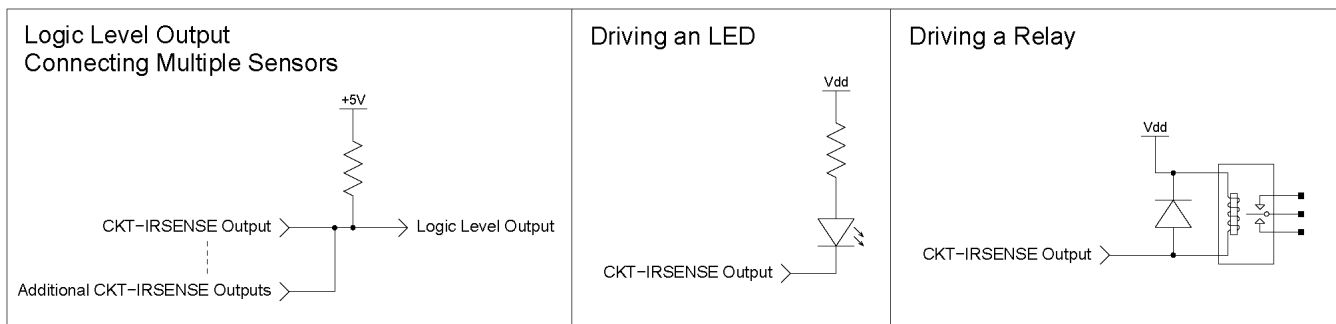 Logic Level Output
Connecting Multiple Sensors
+5V
CKT-IRSENSE Output
Logic Level Output
Additional CKT-IRSENSE Outputs
Driving an LED
Vdd
CKT-IRSENSE Output
Driving a Relay
Vdd
CKT-IRSENSE Output